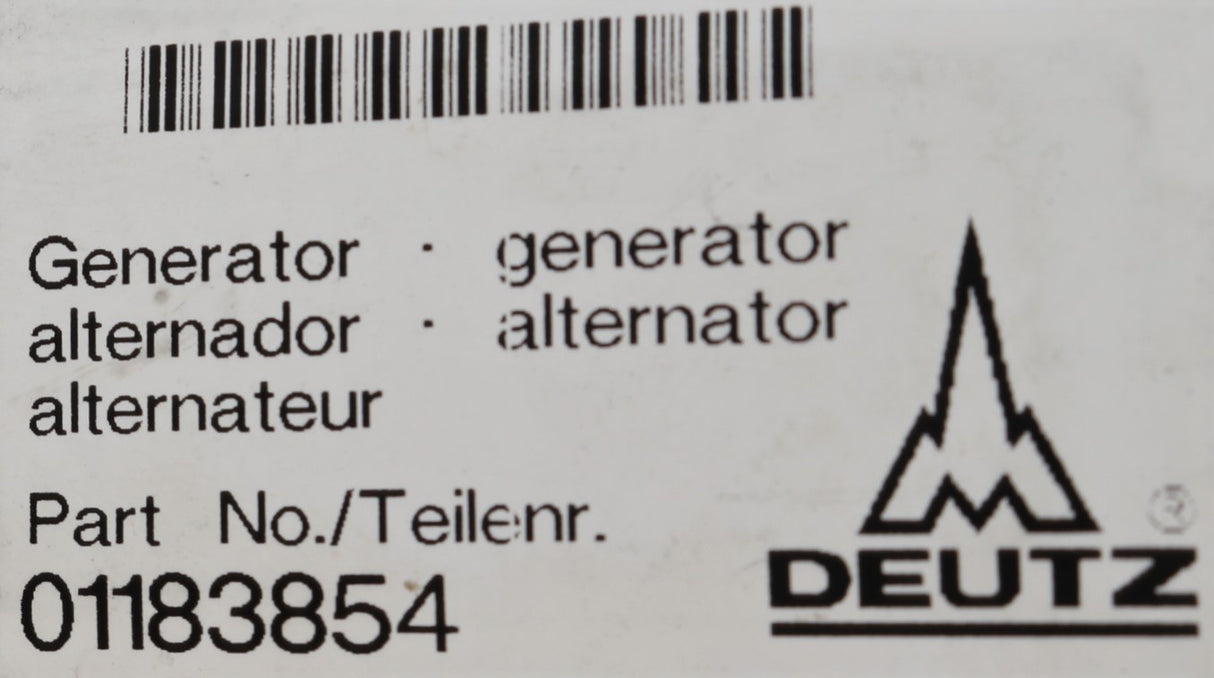 Generator · generator
alternador · alternator
alternateur
Part No./Teilenr.
01183854
DEUTZ
®